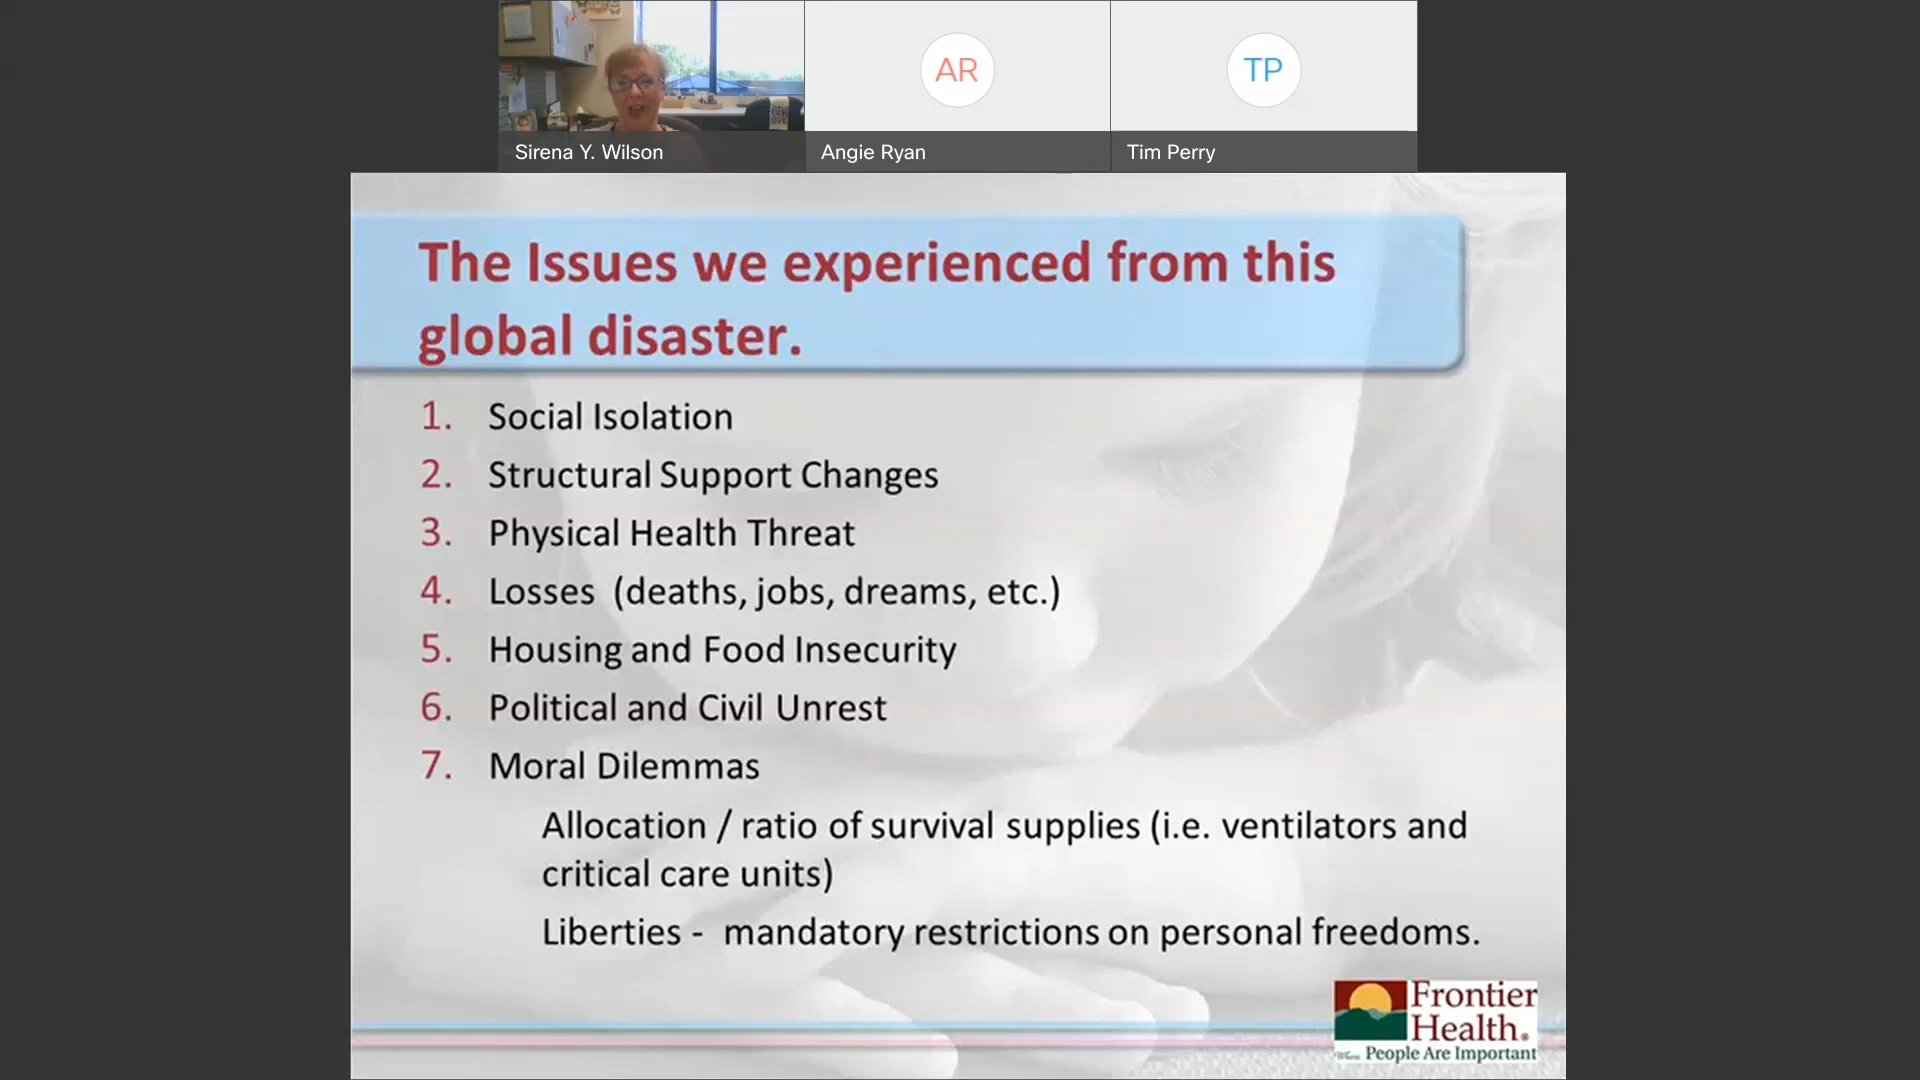 AR
TP
Sirena Y. Wilson
Angie Ryan
Tim Perry
The Issues we experienced from this
global disaster.
1. Social Isolation
2. Structural Support Changes
3. Physical Health Threat
4. Losses (deaths, jobs, dreams, etc.)
5. Housing and Food Insecurity
6. Political and Civil Unrest
7. Moral Dilemmas
Allocation / ratio of survival supplies (i.e. ventilators and
critical care units)
Liberties - mandatory restrictions on personal freedoms.
Frontier
Health®
Where People Are Important